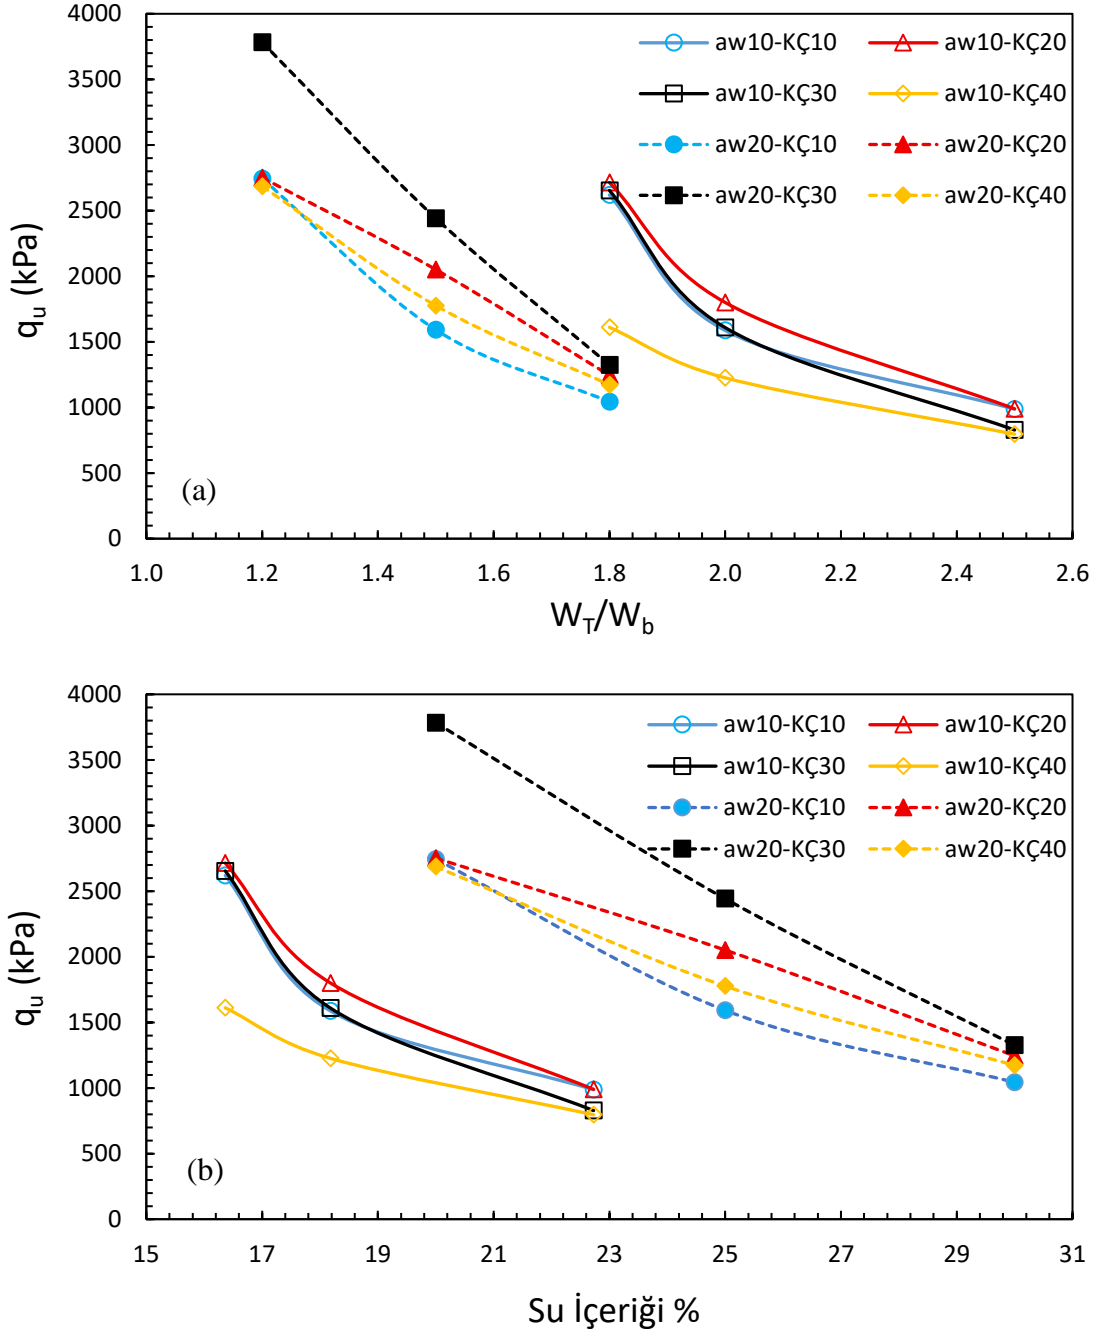 4000
3500
3000
2500
2000
1500
1000
500
0
q_u (kPa)
aw10-KÇ10 aw10-KÇ20
aw10-KÇ30 aw10-KÇ40
aw20-KÇ10 aw20-KÇ20
aw20-KÇ30 aw20-KÇ40
(a)
1.0 1.2 1.4 1.6 1.8 2.0 2.2 2.4 2.6
W_T/W_b
4000
3500
3000
2500
2000
1500
1000
500
0
q_u (kPa)
aw10-KÇ10 aw10-KÇ20
aw10-KÇ30 aw10-KÇ40
aw20-KÇ10 aw20-KÇ20
aw20-KÇ30 aw20-KÇ40
(b)
15 17 19 21 23 25 27 29 31
Su İçeriği %